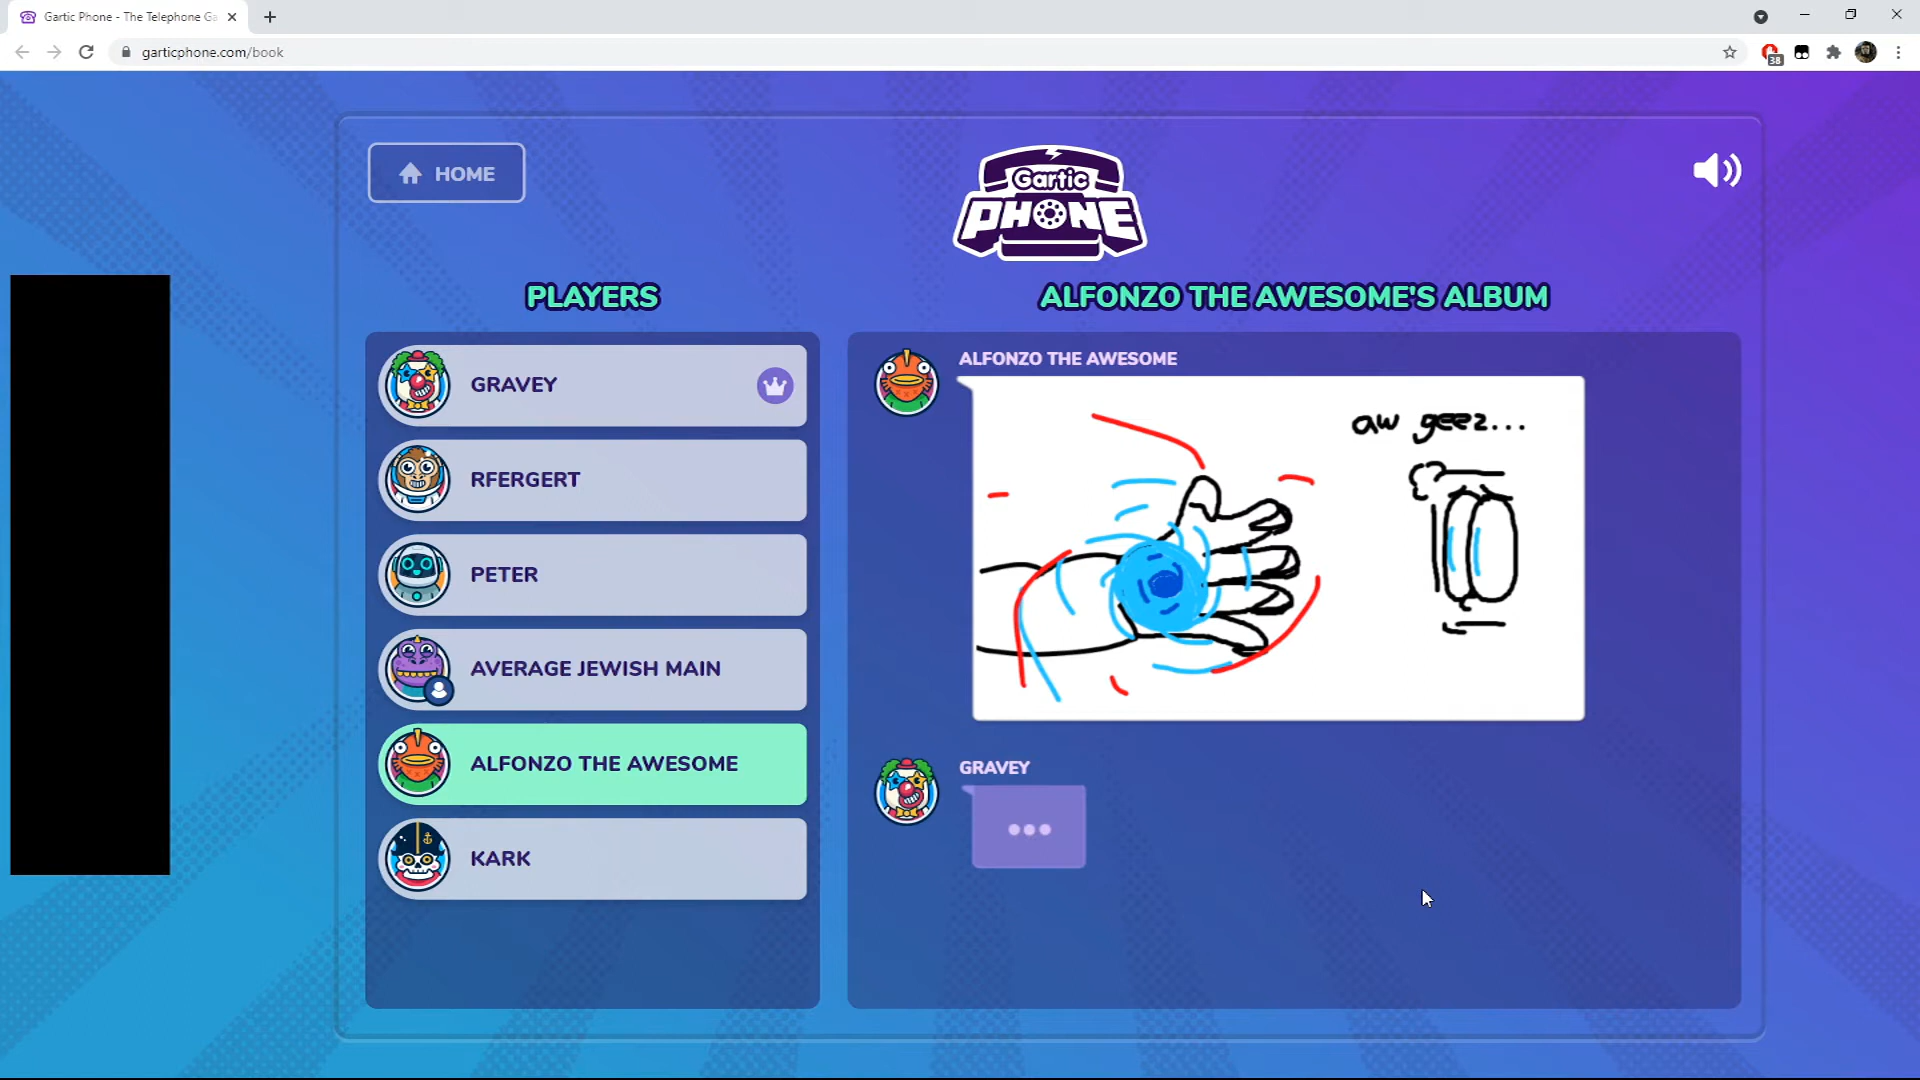 Gartic Phone - The Telephone Ga
garticphone.com/book
38
HOME
Gartic
PHONE
PLAYERS
GRAVEY
RFERGERT
PETER
AVERAGE JEWISH MAIN
ALFONZO THE AWESOME
KARK
ALFONZO THE AWESOME'S ALBUM
ALFONZO THE AWESOME
aw geez...
GRAVEY
...